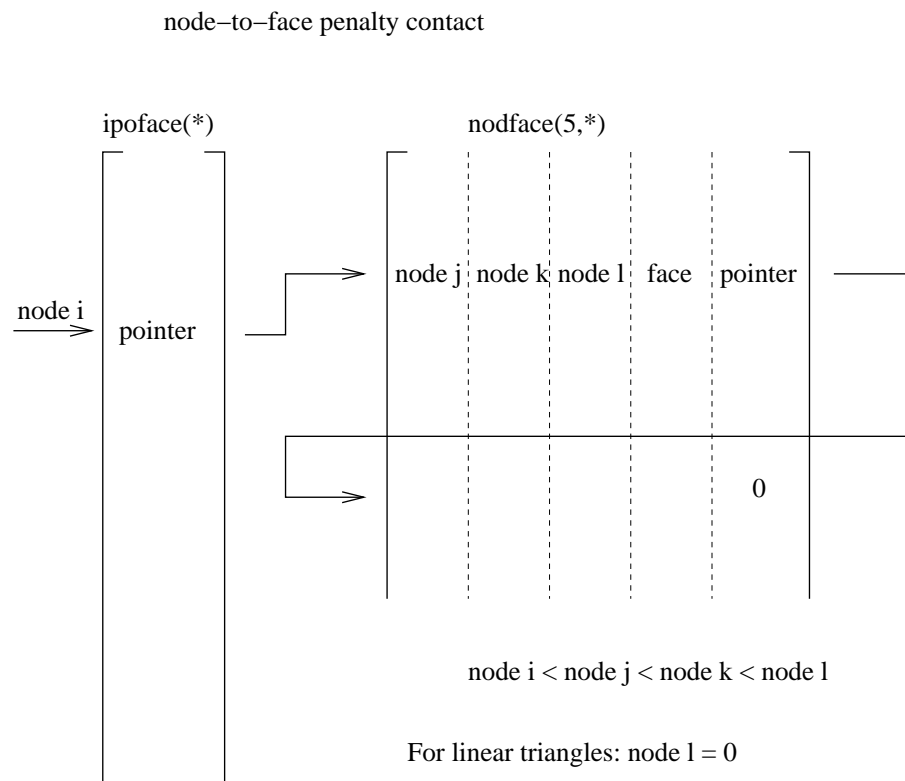 node−to−face penalty contact
ipoface(*)
nodface(5,*)
node j node k node l face pointer
node i
pointer
0
node i < node j < node k < node l
For linear triangles: node l = 0